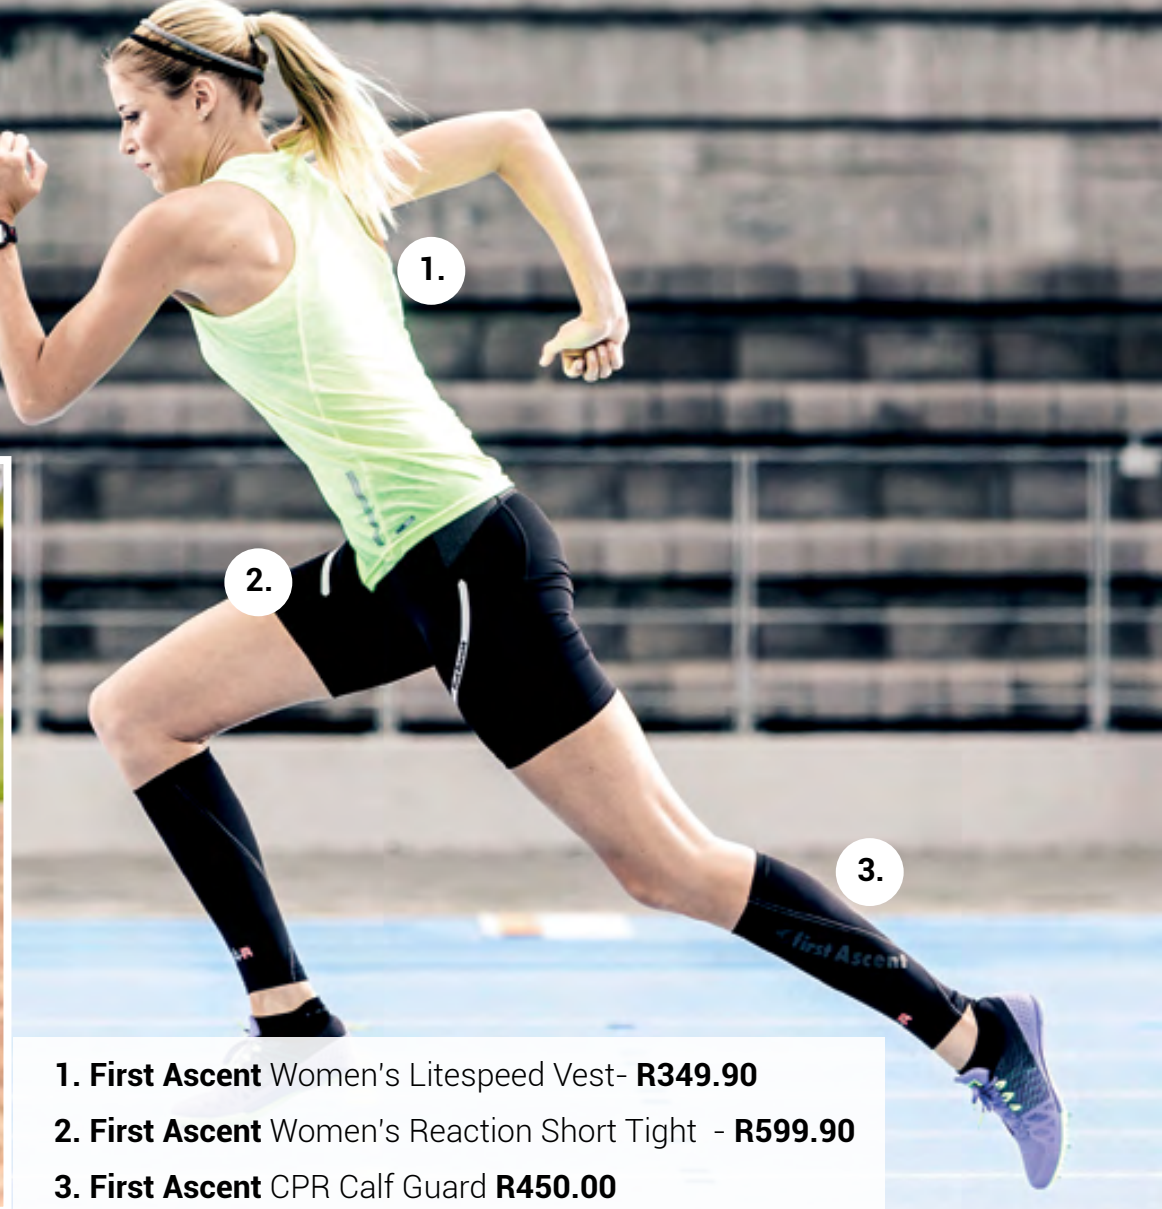 1.
2.
3.
First Ascent
1. First Ascent Women's Litespeed Vest- R349.90
2. First Ascent Women's Reaction Short Tight - R599.90
3. First Ascent CPR Calf Guard R450.00